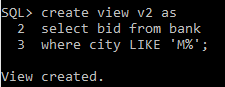 SQL> create view v2 as
  2  select bid from bank
  3  where city LIKE 'M%';
View created.